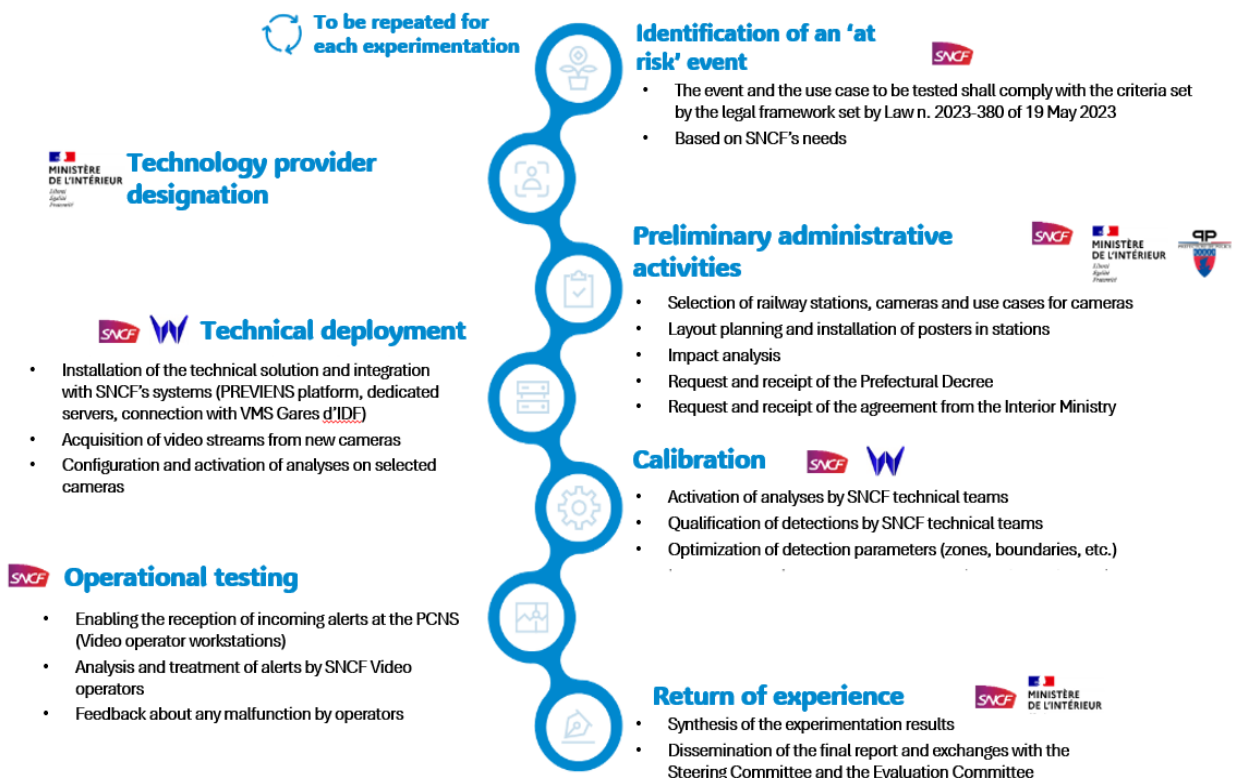 To be repeated for
each experimentation
Identification of an ‘at
risk’ event
SNCF
• The event and the use case to be tested shall comply with the criteria set
by the legal framework set by Law n. 2023-380 of 19 May 2023
• Based on SNCF’s needs
MINISTÈRE
DE L’INTÉRIEUR
Liberté
Égalité
Fraternité
Technology provider
designation
Preliminary administrative
activities
SNCF
MINISTÈRE
DE L’INTÉRIEUR
Liberté
Égalité
Fraternité
PP
• Selection of railway stations, cameras and use cases for cameras
• Layout planning and installation of posters in stations
• Impact analysis
• Request and receipt of the Prefectural Decree
• Request and receipt of the agreement from the Interior Ministry
SNCF
Technical deployment
• Installation of the technical solution and integration
with SNCF’s systems (PREVIENS platform, dedicated
servers, connection with VMS Gares d’IDF)
• Acquisition of video streams from new cameras
• Configuration and activation of analyses on selected
cameras
Calibration
SNCF
• Activation of analyses by SNCF technical teams
• Qualification of detections by SNCF technical teams
• Optimization of detection parameters (zones, boundaries, etc.)
SNCF
Operational testing
• Enabling the reception of incoming alerts at the PCNS
(Video operator workstations)
• Analysis and treatment of alerts by SNCF Video
operators
• Feedback about any malfunction by operators
Return of experience
SNCF
MINISTÈRE
DE L’INTÉRIEUR
• Synthesis of the experimentation results
• Dissemination of the final report and exchanges with the
Steering Committee and the Evaluation Committee